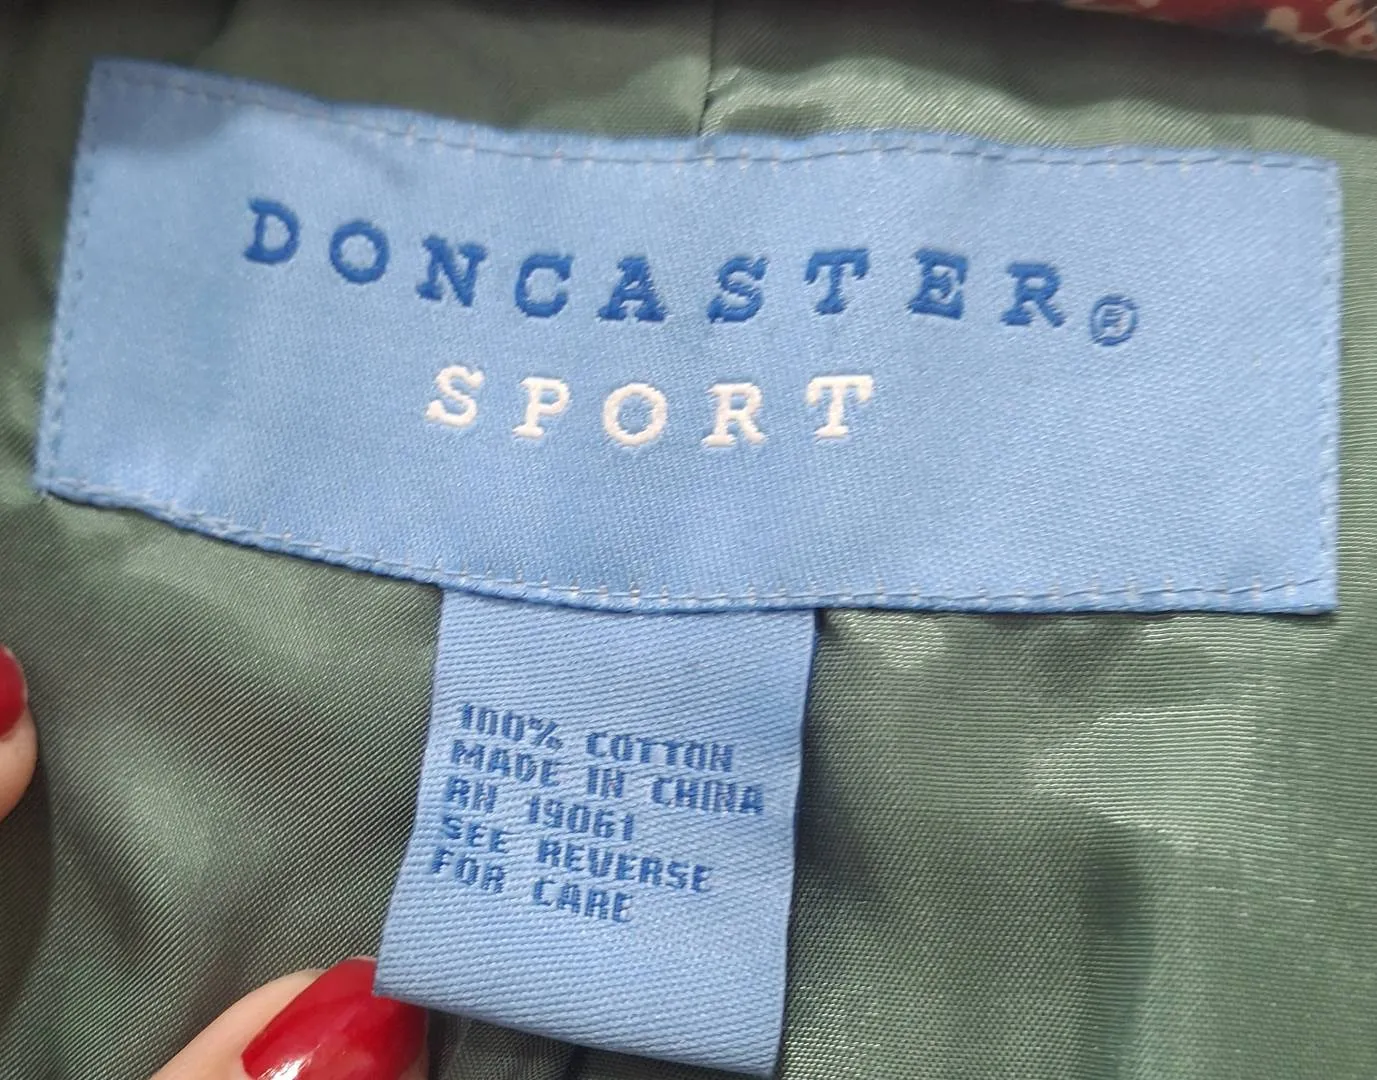 DONCASTER®
SPORT
100% COTTON
MADE IN CHINA
RN 19061
SEE REVERSE
FOR CARE